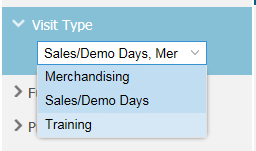 Visit Type
Sales/Demo Days, Mer
Merchandising
Sales/Demo Days
Training